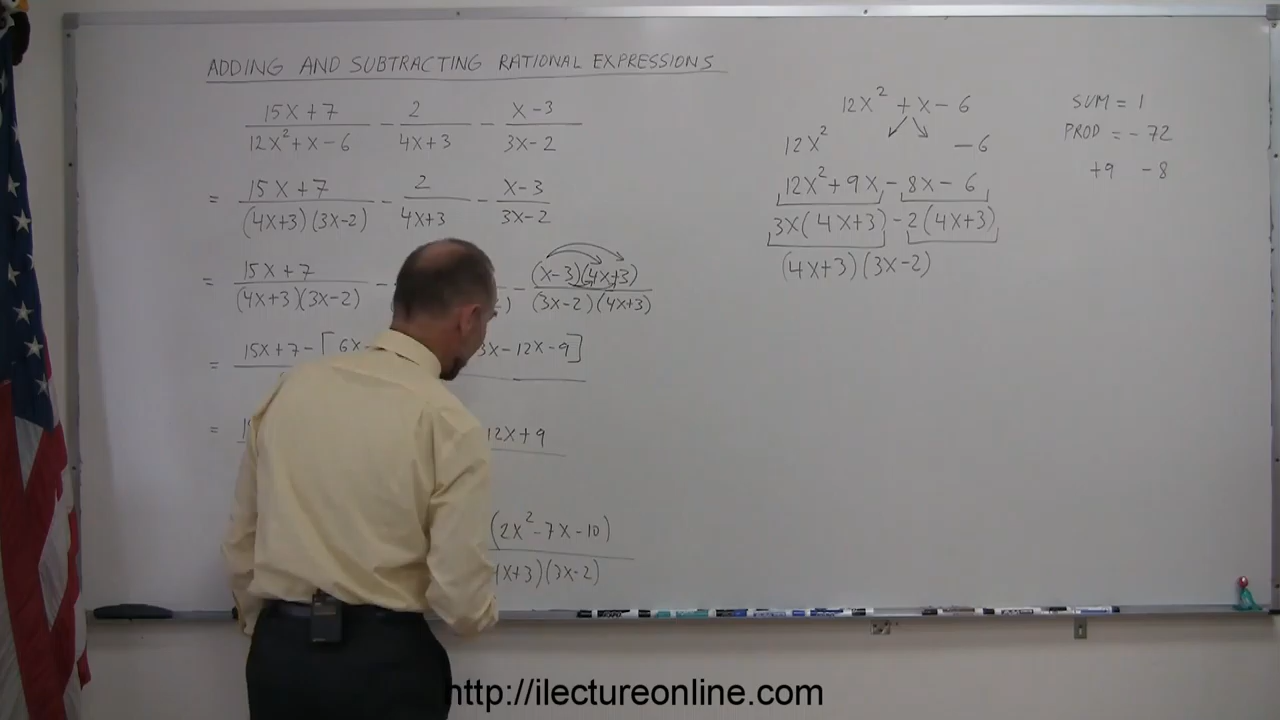 ADDING AND SUBTRACTING RATIONAL EXPRESSIONS
15X + 7 2 X - 3
12X² + X - 6 - 4X + 3 - 3X - 2
= 15X + 7 2 X - 3
(4X+3)(3X-2) - 4X+3 - 3X-2
= 15X + 7 (X-3)(4X+3)
(4X+3)(3X-2) - ) - (3X-2)(4X+3)
= 15X + 7 - [ 6X 3X - 12X - 9]
= 12X + 9
(2X² - 7X - 10)
X+3)(3X-2)
12X² + X - 6
12X² - 6
12X² + 9X - 8X - 6
3X(4X+3) - 2(4X+3)
(4X+3)(3X-2)
SUM = 1
PROD = -72
+9 -8
http://ilectureonline.com